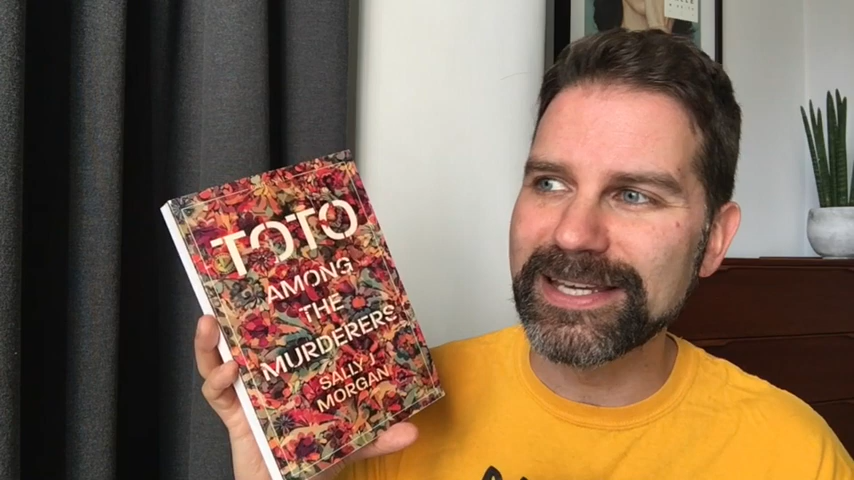 TOTO
AMONG
THE
MURDERERS
SALLY J
MORGAN